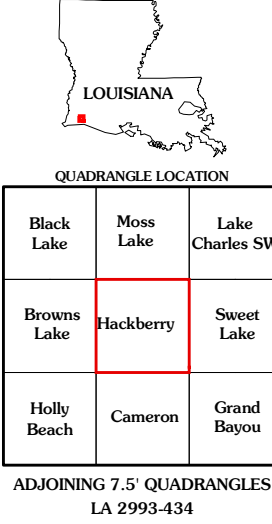 LOUISIANA
QUADRANGLE LOCATION
Black
Lake
Moss
Lake
Lake
Charles SW
Browns
Lake
Hackberry
Sweet
Lake
Holly
Beach
Cameron
Grand
Bayou
ADJOINING 7.5' QUADRANGLES
LA 2993-434